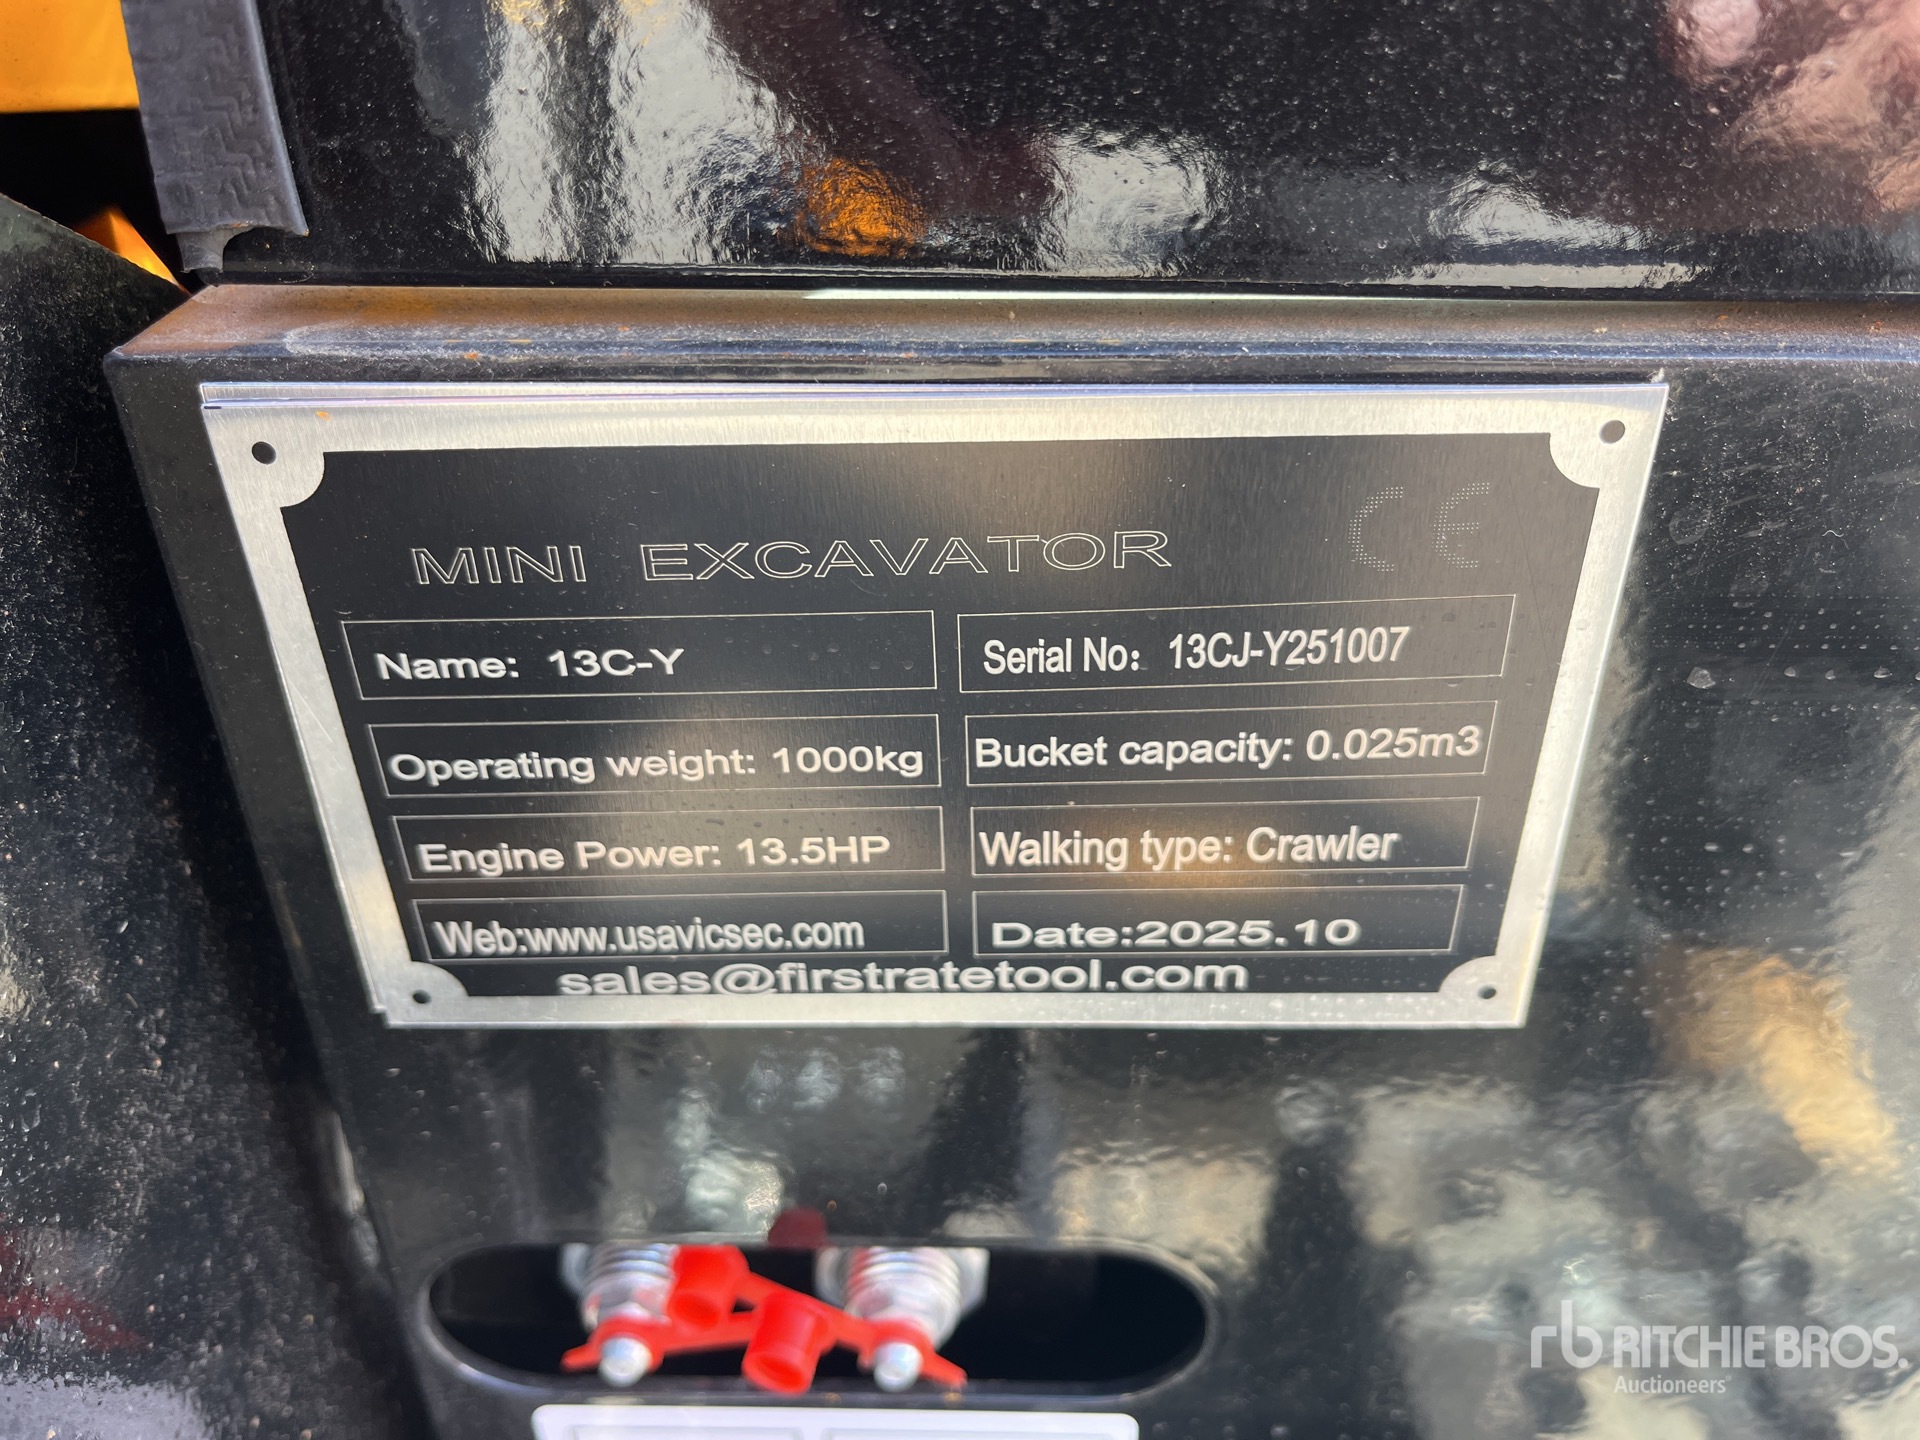 MINI EXCAVATOR CE
Name: 13C-Y
Serial No: 13CJ-Y251007
Operating weight: 1000kg
Bucket capacity: 0.025m3
Engine Power: 13.5HP
Walking type: Crawler
Web:www.usavicsec.com
Date:2025.10
sales@firstratetool.com
rb RITCHIE BROS.
Auctioneers